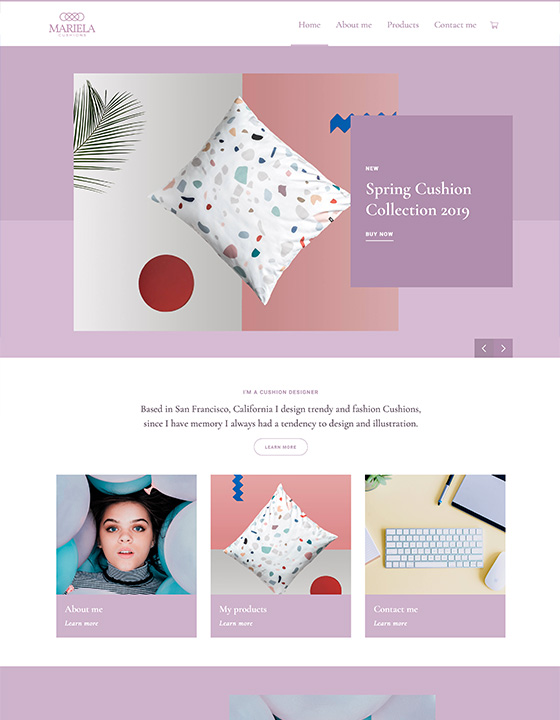 MARIELA
CUSHIONS
Home
About me
Products
Contact me
NEW
Spring Cushion
Collection 2019
BUY NOW
I'M A CUSHION DESIGNER
Based in San Francisco, California I design trendy and fashion Cushions,
since I have memory I always had a tendency to design and illustration.
LEARN MORE
About me
Learn more
My products
Learn more
Contact me
Learn more